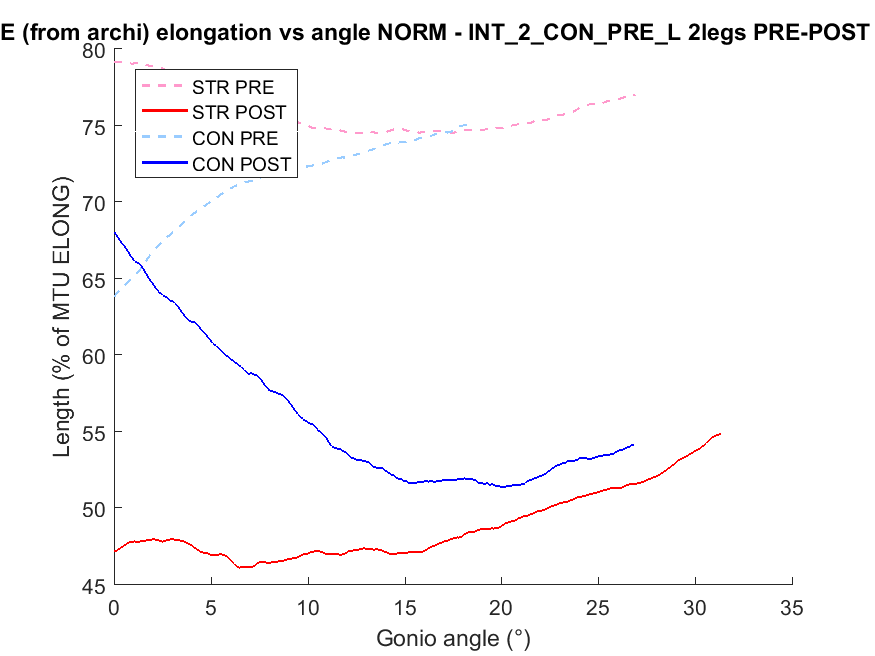 E (from archi) elongation vs angle NORM - INT_2_CON_PRE_L 2legs PRE-POST
80
75
70
65
60
55
50
45
Length (% of MTU ELONG)
STR PRE
STR POST
CON PRE
CON POST
0 5 10 15 20 25 30 35
Gonio angle (°)